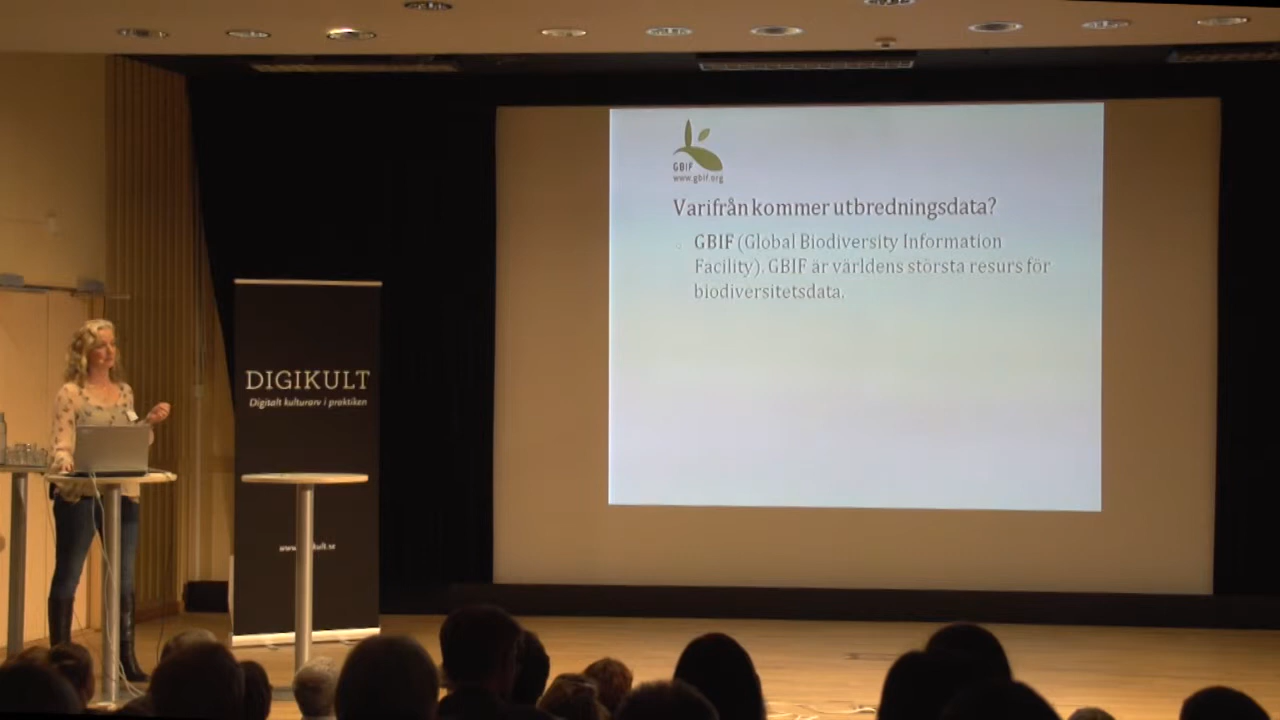 GBIF
www.gbif.org
Varifrån kommer utbredningsdata?
GBIF (Global Biodiversity Information
Facility). GBIF är världens största resurs för
biodiversitetsdata.
DIGIKULT
Digitalt kulturarv i praktiken